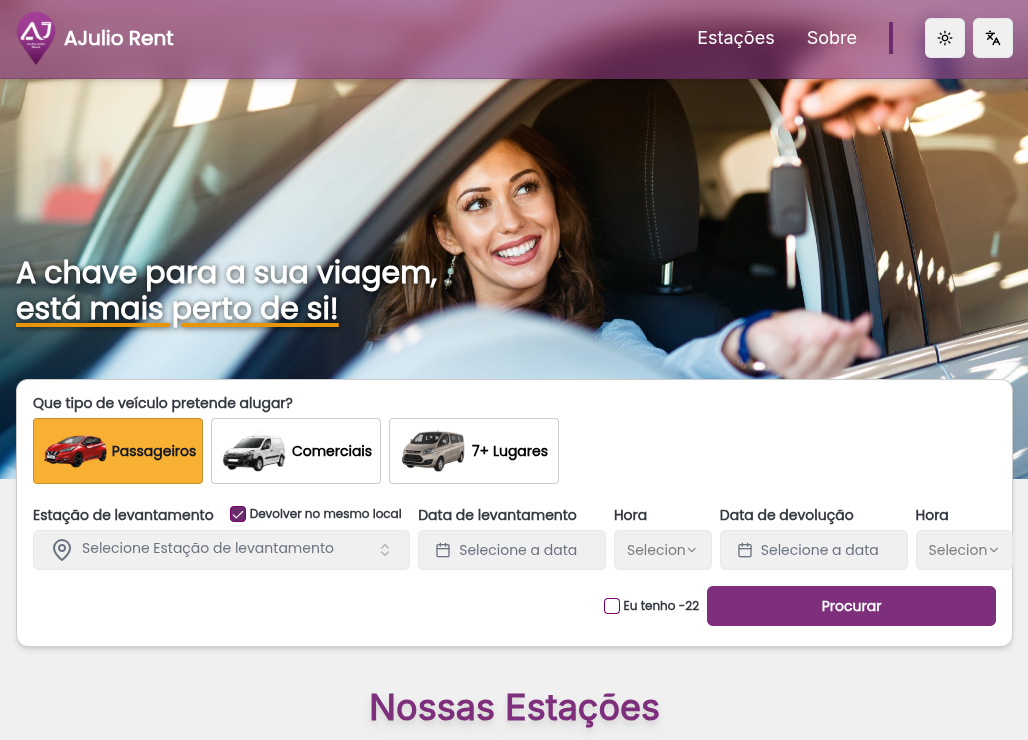 AJ
AJulio Rent
Estações
Sobre
A chave para a sua viagem,
está mais perto de si!
Que tipo de veículo pretende alugar?
Passageiros
Comerciais
7+ Lugares
Estação de levantamento
Devolver no mesmo local
Data de levantamento
Hora
Data de devolução
Hora
Selecione Estação de levantamento
Selecione a data
Selecion
Selecione a data
Selecion
Eu tenho -22
Procurar
Nossas Estações